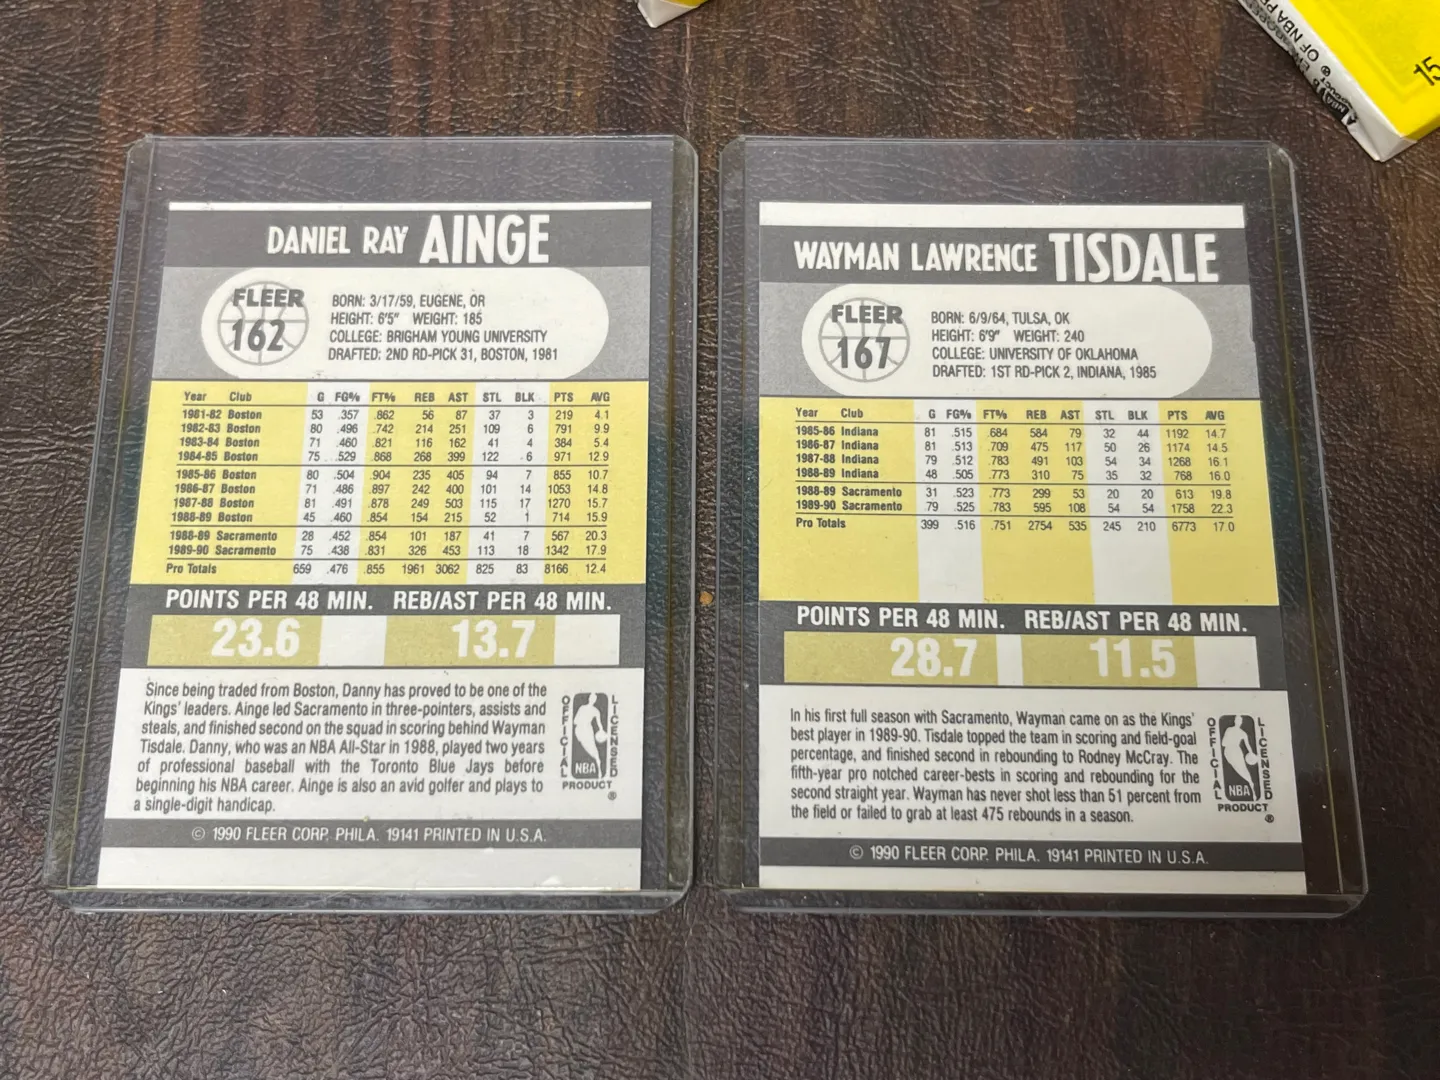 DANIEL RAY AINGE
FLEER
162
BORN: 3/17/59, EUGENE, OR
HEIGHT: 6'5" WEIGHT: 185
COLLEGE: BRIGHAM YOUNG UNIVERSITY
DRAFTED: 2ND RD-PICK 31, BOSTON, 1981
Year Club G FG% FT% REB AST STL BLK PTS AVG
1981-82 Boston 53 .357 .862 56 87 37 3 219 4.1
1982-83 Boston 80 .496 .742 214 251 109 6 791 9.9
1983-84 Boston 71 .460 .821 116 162 41 4 384 5.4
1984-85 Boston 75 .529 .868 268 399 122 6 971 12.9
1985-86 Boston 80 .504 .904 235 405 94 7 855 10.7
1986-87 Boston 71 .486 .897 242 400 101 14 1053 14.8
1987-88 Boston 81 .491 .878 249 503 115 17 1270 15.7
1988-89 Boston 45 .460 .854 154 215 52 1 714 15.9
1988-89 Sacramento 28 .452 .854 101 187 41 7 567 20.3
1989-90 Sacramento 75 .438 .831 326 453 113 18 1342 17.9
Pro Totals 659 .476 .855 1961 3062 825 83 8166 12.4
POINTS PER 48 MIN. REB/AST PER 48 MIN.
23.6 13.7
Since being traded from Boston, Danny has proved to be one of the
Kings' leaders. Ainge led Sacramento in three-pointers, assists and
steals, and finished second on the squad in scoring behind Wayman
Tisdale. Danny, who was an NBA All-Star in 1988, played two years
of professional baseball with the Toronto Blue Jays before
beginning his NBA career. Ainge is also an avid golfer and plays to
a single-digit handicap.
OFFICIAL LICENSED
NBA
PRODUCT
®
© 1990 FLEER CORP. PHILA. 19141 PRINTED IN U.S.A.
WAYMAN LAWRENCE TISDALE
FLEER
167
BORN: 6/9/64, TULSA, OK
HEIGHT: 6'9" WEIGHT: 240
COLLEGE: UNIVERSITY OF OKLAHOMA
DRAFTED: 1ST RD-PICK 2, INDIANA, 1985
Year Club G FG% FT% REB AST STL BLK PTS AVG
1985-86 Indiana 81 .515 .684 584 79 32 44 1192 14.7
1986-87 Indiana 81 .513 .709 475 117 50 26 1174 14.5
1987-88 Indiana 79 .512 .783 491 103 54 34 1268 16.1
1988-89 Indiana 48 .505 .773 310 75 35 32 768 16.0
1988-89 Sacramento 31 .523 .773 299 53 20 20 613 19.8
1989-90 Sacramento 79 .525 .783 595 108 54 54 1758 22.3
Pro Totals 399 .516 .751 2754 535 245 210 6773 17.0
POINTS PER 48 MIN. REB/AST PER 48 MIN.
28.7 11.5
In his first full season with Sacramento, Wayman came on as the Kings'
best player in 1989-90. Tisdale topped the team in scoring and field-goal
percentage, and finished second in rebounding to Rodney McCray. The
fifth-year pro notched career-bests in scoring and rebounding for the
second straight year. Wayman has never shot less than 51 percent from
the field or failed to grab at least 475 rebounds in a season.
OFFICIAL LICENSED
NBA
PRODUCT
®
© 1990 FLEER CORP. PHILA. 19141 PRINTED IN U.S.A.
OF NBA
15